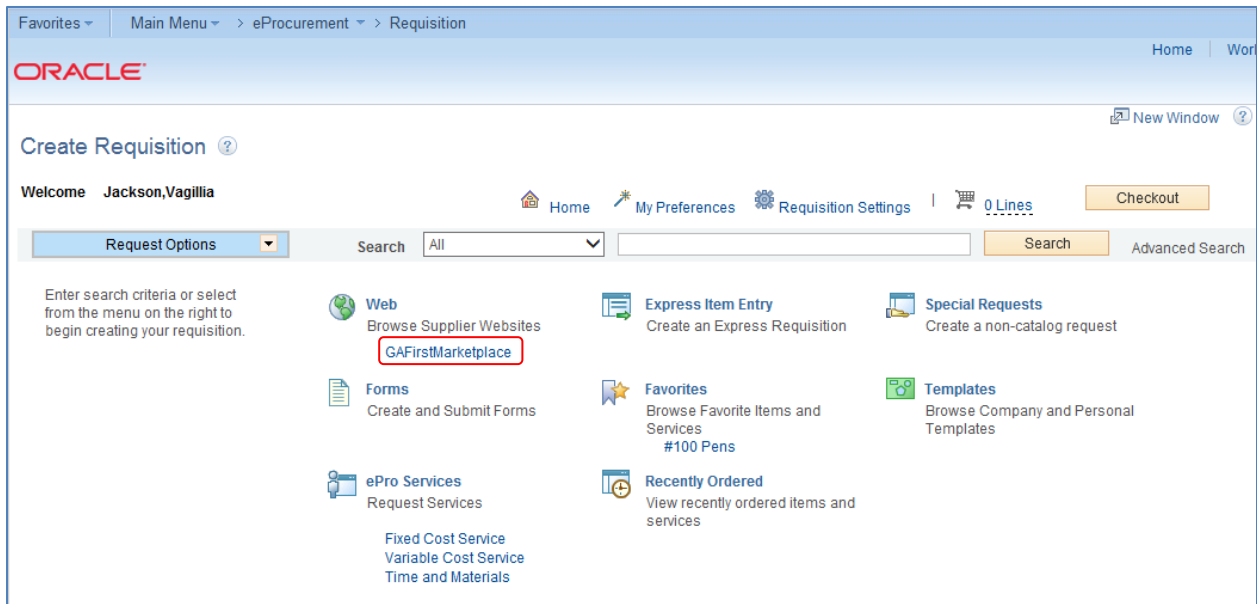 Favorites Main Menu > eProcurement > Requisition
Home Worl
ORACLE
New Window ?
Create Requisition ?
Welcome Jackson,Vagillia
Home My Preferences Requisition Settings | 0 Lines Checkout
Request Options Search All Search Advanced Search
Enter search criteria or select
from the menu on the right to
begin creating your requisition.
Web
Browse Supplier Websites
GAFirstMarketplace
Express Item Entry
Create an Express Requisition
Special Requests
Create a non-catalog request
Forms
Create and Submit Forms
Favorites
Browse Favorite Items and
Services
#100 Pens
Templates
Browse Company and Personal
Templates
ePro Services
Request Services
Fixed Cost Service
Variable Cost Service
Time and Materials
Recently Ordered
View recently ordered items and
services